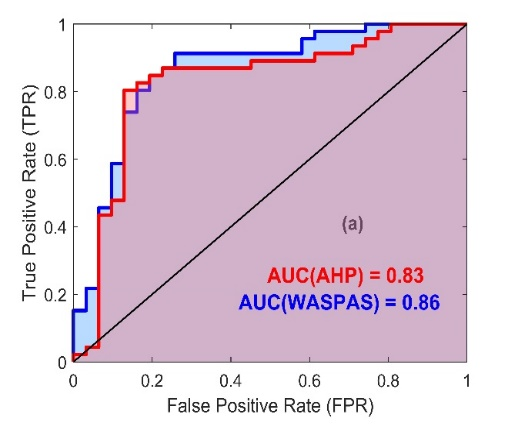 1
0.8
0.6
0.4
0.2
0
True Positive Rate (TPR)
(a)
AUC(AHP) = 0.83
AUC(WASPAS) = 0.86
0 0.2 0.4 0.6 0.8 1
False Positive Rate (FPR)